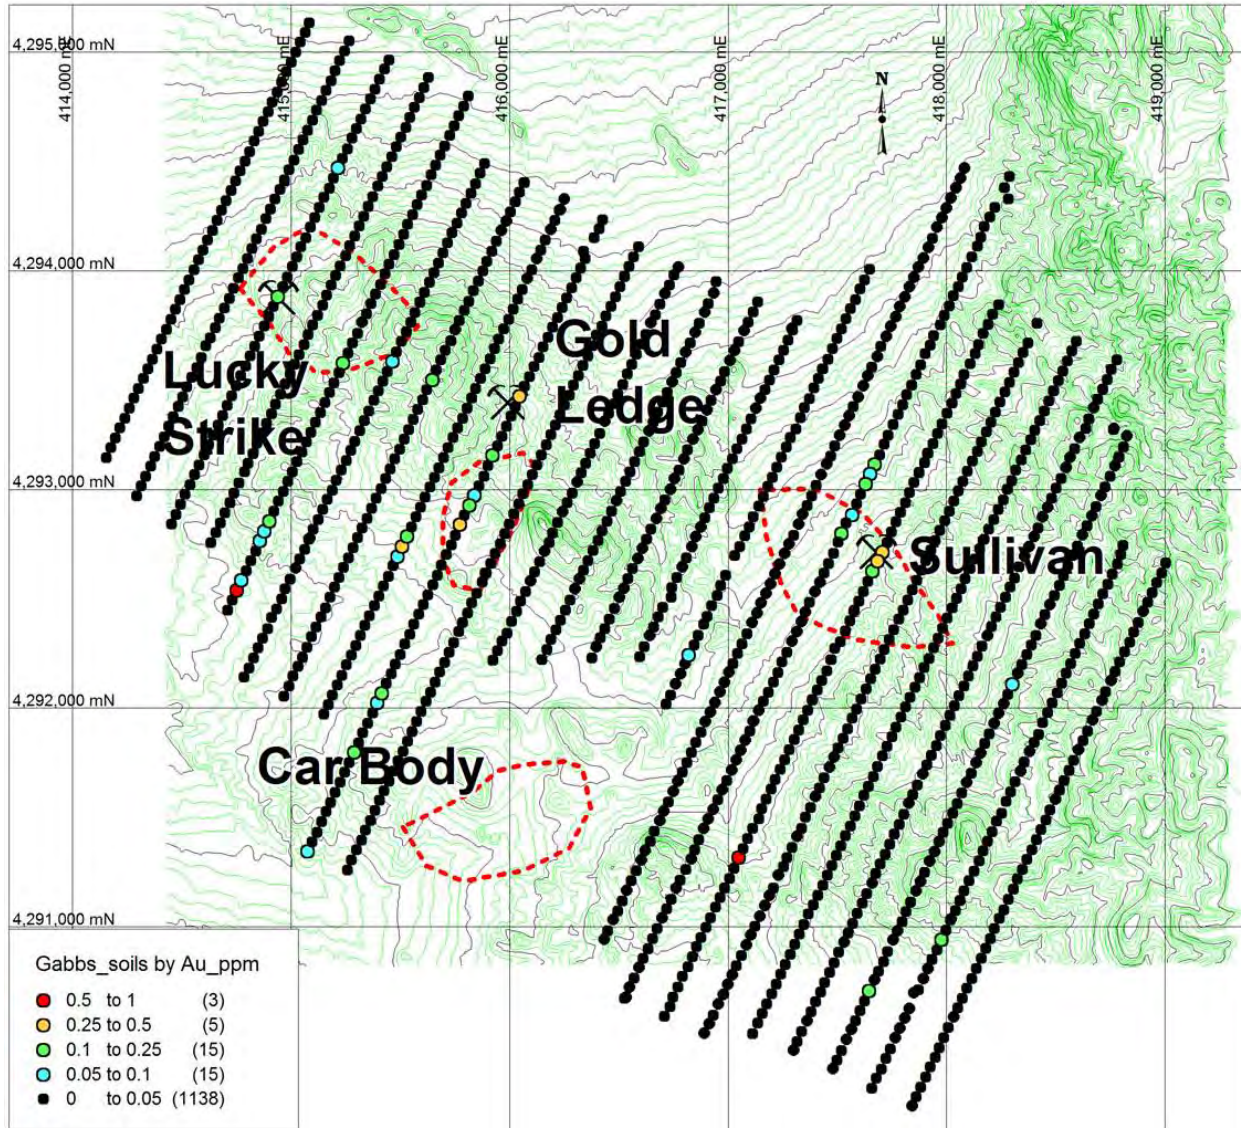 4,295,000 mN
414,000 mE
415,000 mE
416,000 mE
417,000 mE
418,000 mE
419,000 mE
N
4,294,000 mN
Gold
Ledge
Lucky
Strike
4,293,000 mN
Sullivan
4,292,000 mN
Car Body
4,291,000 mN
Gabbs_soils by Au_ppm
0.5 to 1 (3)
0.25 to 0.5 (5)
0.1 to 0.25 (15)
0.05 to 0.1 (15)
0 to 0.05 (1138)